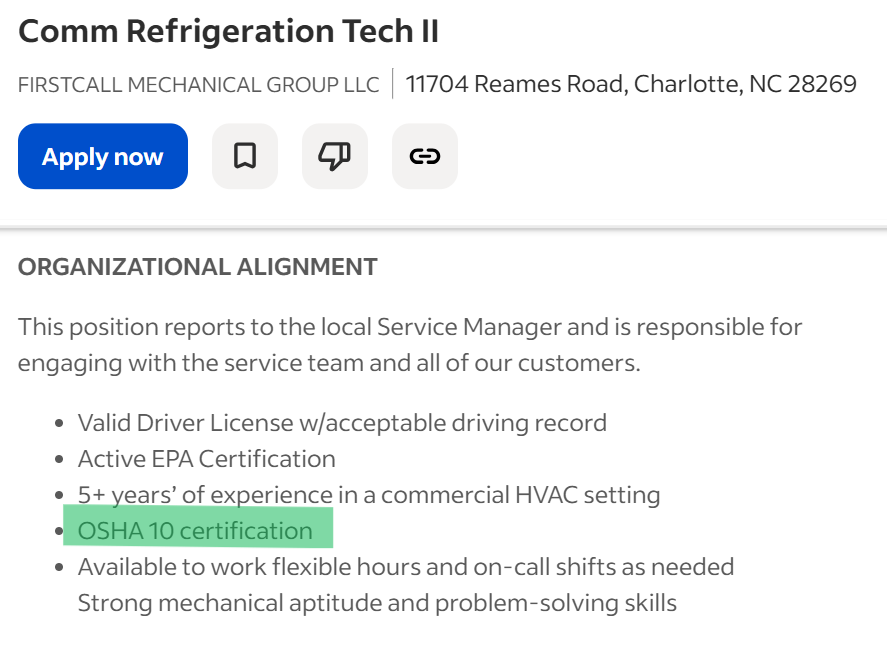 Comm Refrigeration Tech II
FIRSTCALL MECHANICAL GROUP LLC | 11704 Reames Road, Charlotte, NC 28269
Apply now
ORGANIZATIONAL ALIGNMENT
This position reports to the local Service Manager and is responsible for
engaging with the service team and all of our customers.
• Valid Driver License w/acceptable driving record
• Active EPA Certification
• 5+ years’ of experience in a commercial HVAC setting
• OSHA 10 certification
• Available to work flexible hours and on-call shifts as needed
Strong mechanical aptitude and problem-solving skills